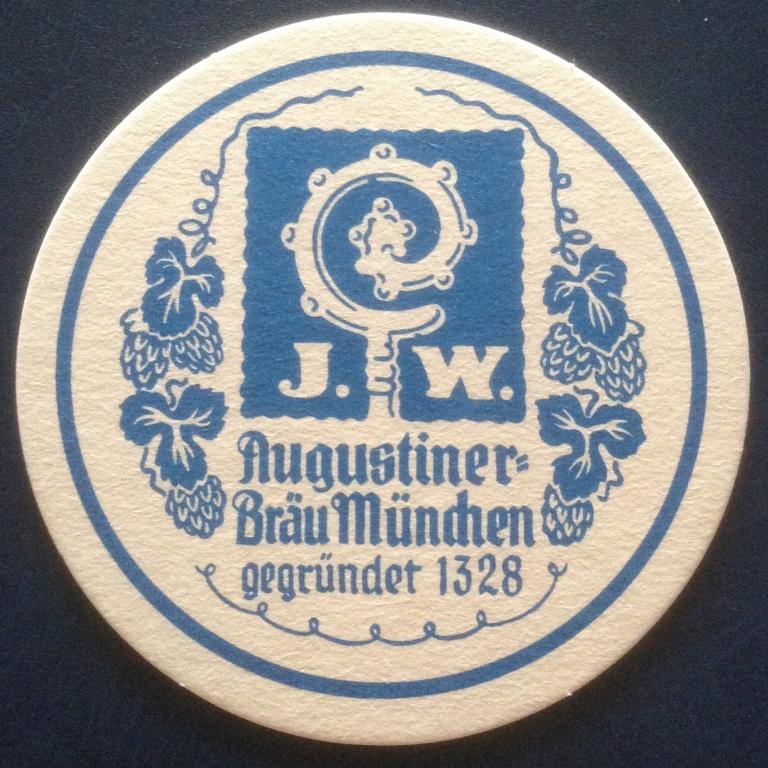 J. W.
Augustiner-
Bräu München
gegründet 1328